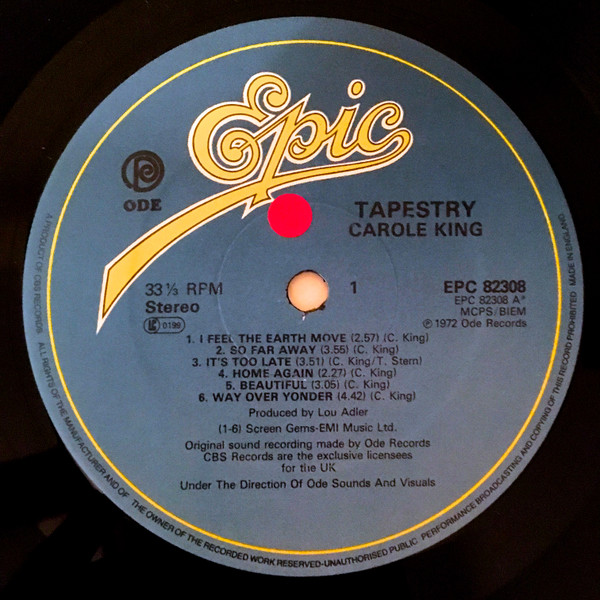 Epic
ODE
TAPESTRY
CAROLE KING
33⅓ RPM
Stereo
LC 0199
1
EPC 82308
EPC 82308 A*
MCPS/BIEM
℗ 1972 Ode Records
1. I FEEL THE EARTH MOVE (2.57) (C. King)
2. SO FAR AWAY (3.55) (C. King)
3. IT'S TOO LATE (3.51) (C. King/T. Stern)
4. HOME AGAIN (2.27) (C. King)
5. BEAUTIFUL (3.05) (C. King)
6. WAY OVER YONDER (4.42) (C. King)
Produced by Lou Adler
(1-6) Screen Gems-EMI Music Ltd.
Original sound recording made by Ode Records
CBS Records are the exclusive licensees
for the UK
Under The Direction Of Ode Sounds And Visuals
A PRODUCT OF CBS RECORDS. ALL RIGHTS OF THE MANUFACTURER AND OF THE OWNER OF THE RECORDED WORK RESERVED-UNAUTHORISED PUBLIC PERFORMANCE BROADCASTING AND COPYING OF THIS RECORD PROHIBITED MADE IN ENGLAND